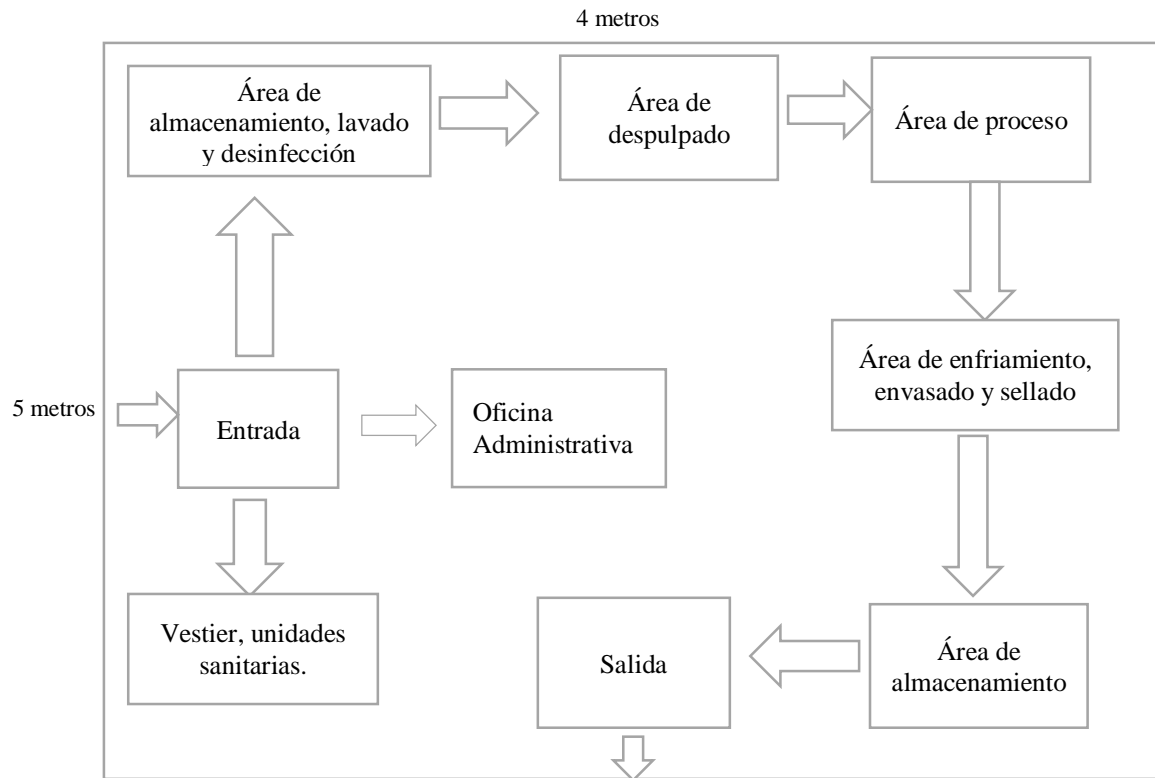 4 metros
Área de
almacenamiento, lavado
y desinfección
Área de
despulpado
Área de proceso
Área de enfriamiento,
envasado y sellado
5 metros
Entrada
Oficina
Administrativa
Vestier, unidades
sanitarias.
Salida
Área de
almacenamiento